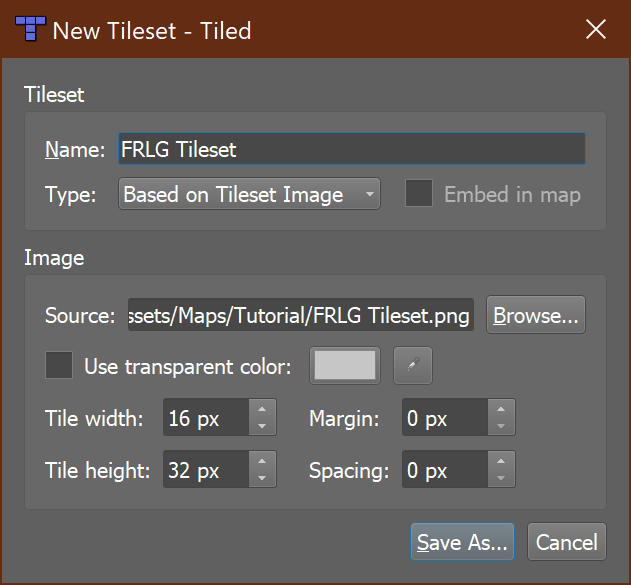 New Tileset - Tiled
Tileset
Name: FRLG Tileset
Type: Based on Tileset Image Embed in map
Image
Source: ssets/Maps/Tutorial/FRLG Tileset.png Browse...
Use transparent color:
Tile width: 16 px Margin: 0 px
Tile height: 32 px Spacing: 0 px
Save As... Cancel